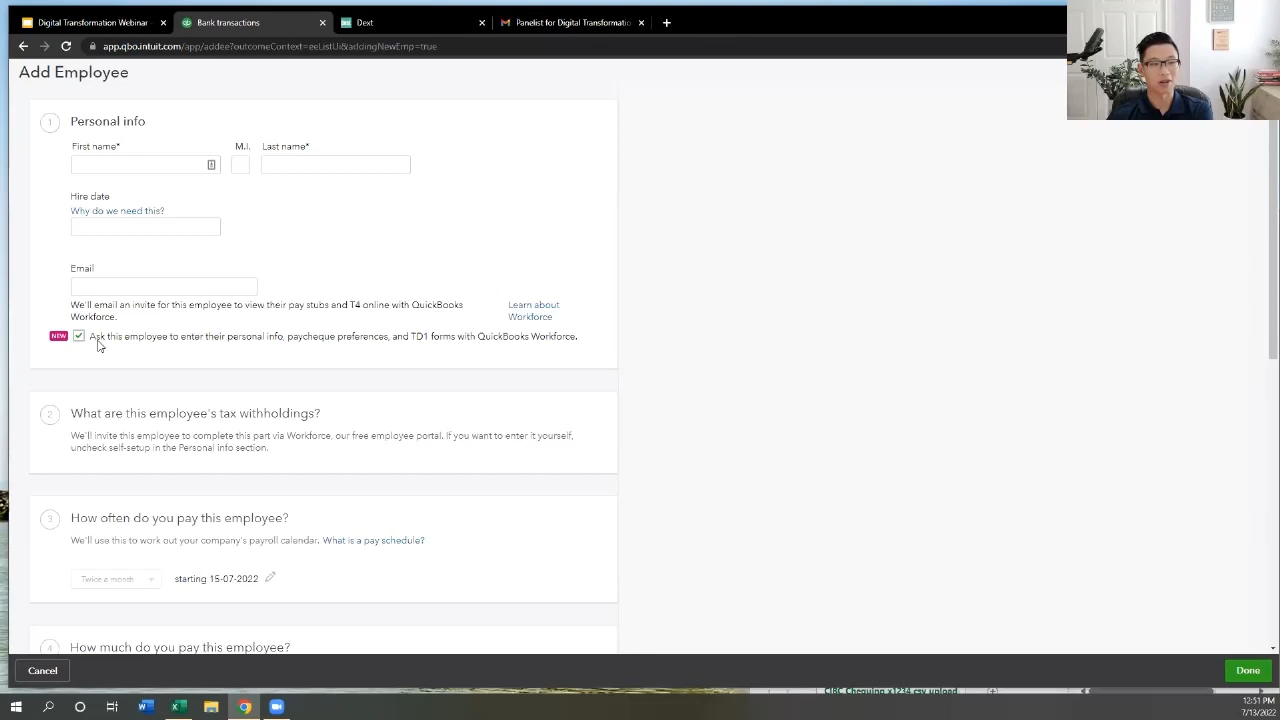 Digital Transformation Webinar
Bank transactions
Dext
Panelist for Digital Transformatio
app.qbo.intuit.com/app/addee?outcomeContext=eeListUi&addingNewEmp=true
Add Employee
1
Personal info
First name*
M.I.
Last name*
Hire date
Why do we need this?
Email
We'll email an invite for this employee to view their pay stubs and T4 online with QuickBooks
Workforce.
Learn about
Workforce
NEW
Ask this employee to enter their personal info, paycheque preferences, and TD1 forms with QuickBooks Workforce.
2
What are this employee's tax withholdings?
We'll invite this employee to complete this part via Workforce, our free employee portal. If you want to enter it yourself,
uncheck self-setup in the Personal info section.
3
How often do you pay this employee?
We'll use this to work out your company's payroll calendar. What is a pay schedule?
Twice a month
starting 15-07-2022
4
How much do you pay this employee?
Cancel
Done
CIBC Chequing x1234 csv upload
12:51 PM
7/13/2022